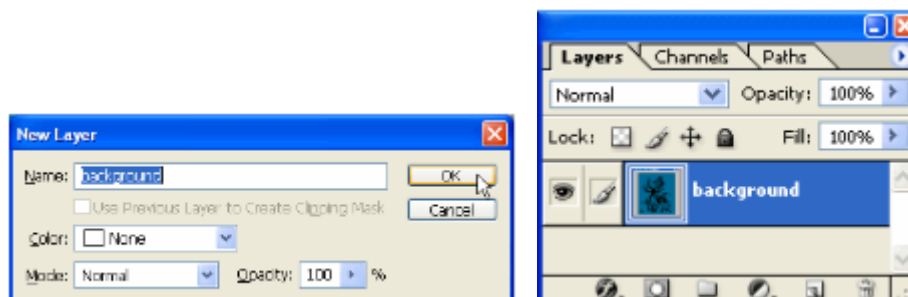 New Layer
Name: background OK
Use Previous Layer to Create Clipping Mask Cancel
Color: None
Mode: Normal Opacity: 100 %
Layers Channels Paths
Normal Opacity: 100%
Lock: Fill: 100%
background